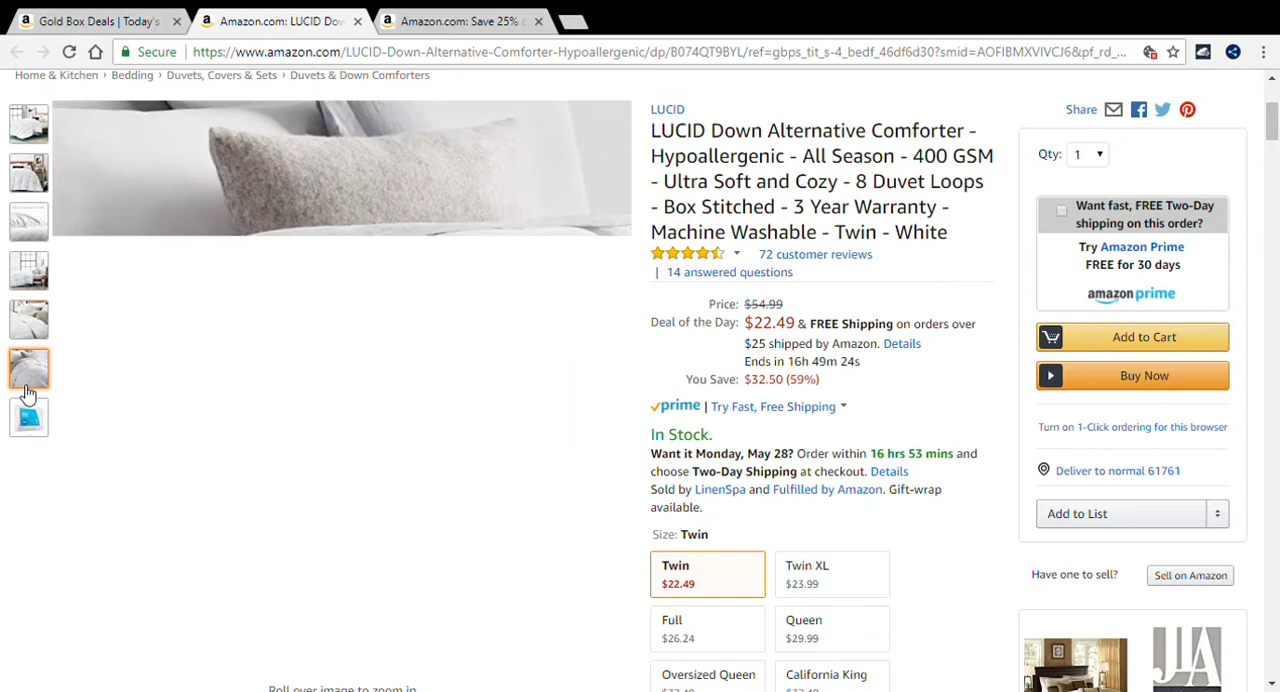 Gold Box Deals | Today's
Amazon.com: LUCID Dow
Amazon.com: Save 25%
Secure
https://www.amazon.com/LUCID-Down-Alternative-Comforter-Hypoallergenic/dp/B074QT9BYL/ref=gbps_tit_s-4_bedf_46df6d30?smid=AOFIBMXVIVCJ6&pf_rd_...
Home & Kitchen › Bedding › Duvets, Covers & Sets › Duvets & Down Comforters
LUCID
LUCID Down Alternative Comforter -
Hypoallergenic - All Season - 400 GSM
- Ultra Soft and Cozy - 8 Duvet Loops
- Box Stitched - 3 Year Warranty -
Machine Washable - Twin - White
72 customer reviews
| 14 answered questions
Price: $54.99
Deal of the Day: $22.49 & FREE Shipping on orders over
$25 shipped by Amazon. Details
Ends in 16h 49m 24s
You Save: $32.50 (59%)
prime | Try Fast, Free Shipping
In Stock.
Want it Monday, May 28? Order within 16 hrs 53 mins and
choose Two-Day Shipping at checkout. Details
Sold by LinenSpa and Fulfilled by Amazon. Gift-wrap
available.
Size: Twin
Twin
$22.49
Twin XL
$23.99
Full
$26.24
Queen
$29.99
Oversized Queen
California King
Roll over image to zoom in
Share
Qty: 1
Want fast, FREE Two-Day
shipping on this order?
Try Amazon Prime
FREE for 30 days
amazon prime
Add to Cart
Buy Now
Turn on 1-Click ordering for this browser
Deliver to normal 61761
Add to List
Have one to sell?
Sell on Amazon
JLA